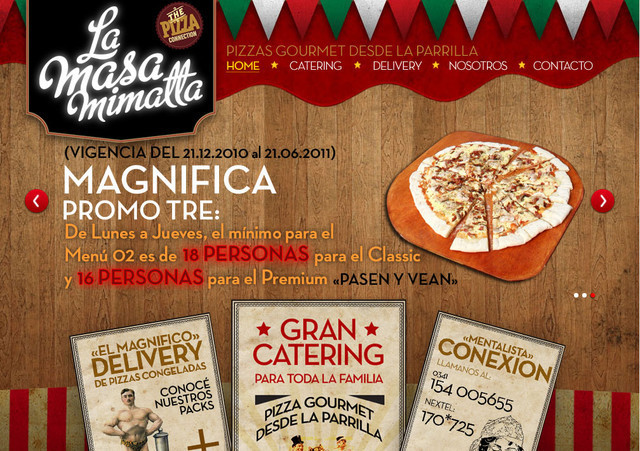 La
Masa
Mimatta
THE
PIZZA
CONNECTION
PIZZAS GOURMET DESDE LA PARRILLA
HOME ★ CATERING ★ DELIVERY ★ NOSOTROS ★ CONTACTO
(VIGENCIA DEL 21.12.2010 al 21.06.2011)
MAGNIFICA
PROMO TRE:
De Lunes a Jueves, el mínimo para el
Menú 02 es de 18 PERSONAS para el Classic
y 16 PERSONAS para el Premium «PASEN Y VEAN»
«EL MAGNIFICO»
DELIVERY
DE PIZZAS CONGELADAS
CONOCÉ
NUESTROS
PACKS
+
GRAN
CATERING
PARA TODA LA FAMILIA
PIZZA GOURMET
DESDE LA PARRILLA
«MENTALISTA»
CONEXION
LLAMANOS AL:
0341
154 005655
NEXTEL:
170*725